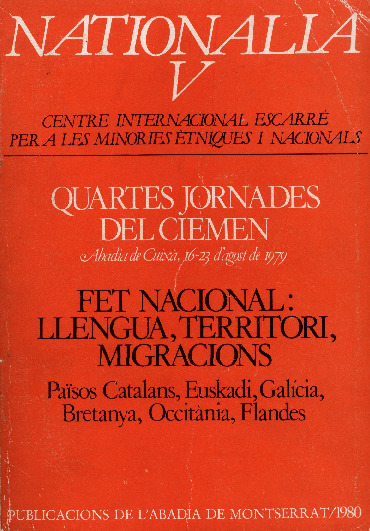 NATIONALIA
V
CENTRE INTERNACIONAL ESCARRÉ
PER A LES MINORIES ÈTNIQUES I NACIONALS
QUARTES JORNADES
DEL CIEMEN
Abadia de Cuixà, 16-23 d'agost de 1979
FET NACIONAL:
LLENGUA, TERRITORI,
MIGRACIONS
Països Catalans, Euskadi, Galícia,
Bretanya, Occitània, Flandes
PUBLICACIONS DE L'ABADIA DE MONTSERRAT/1980